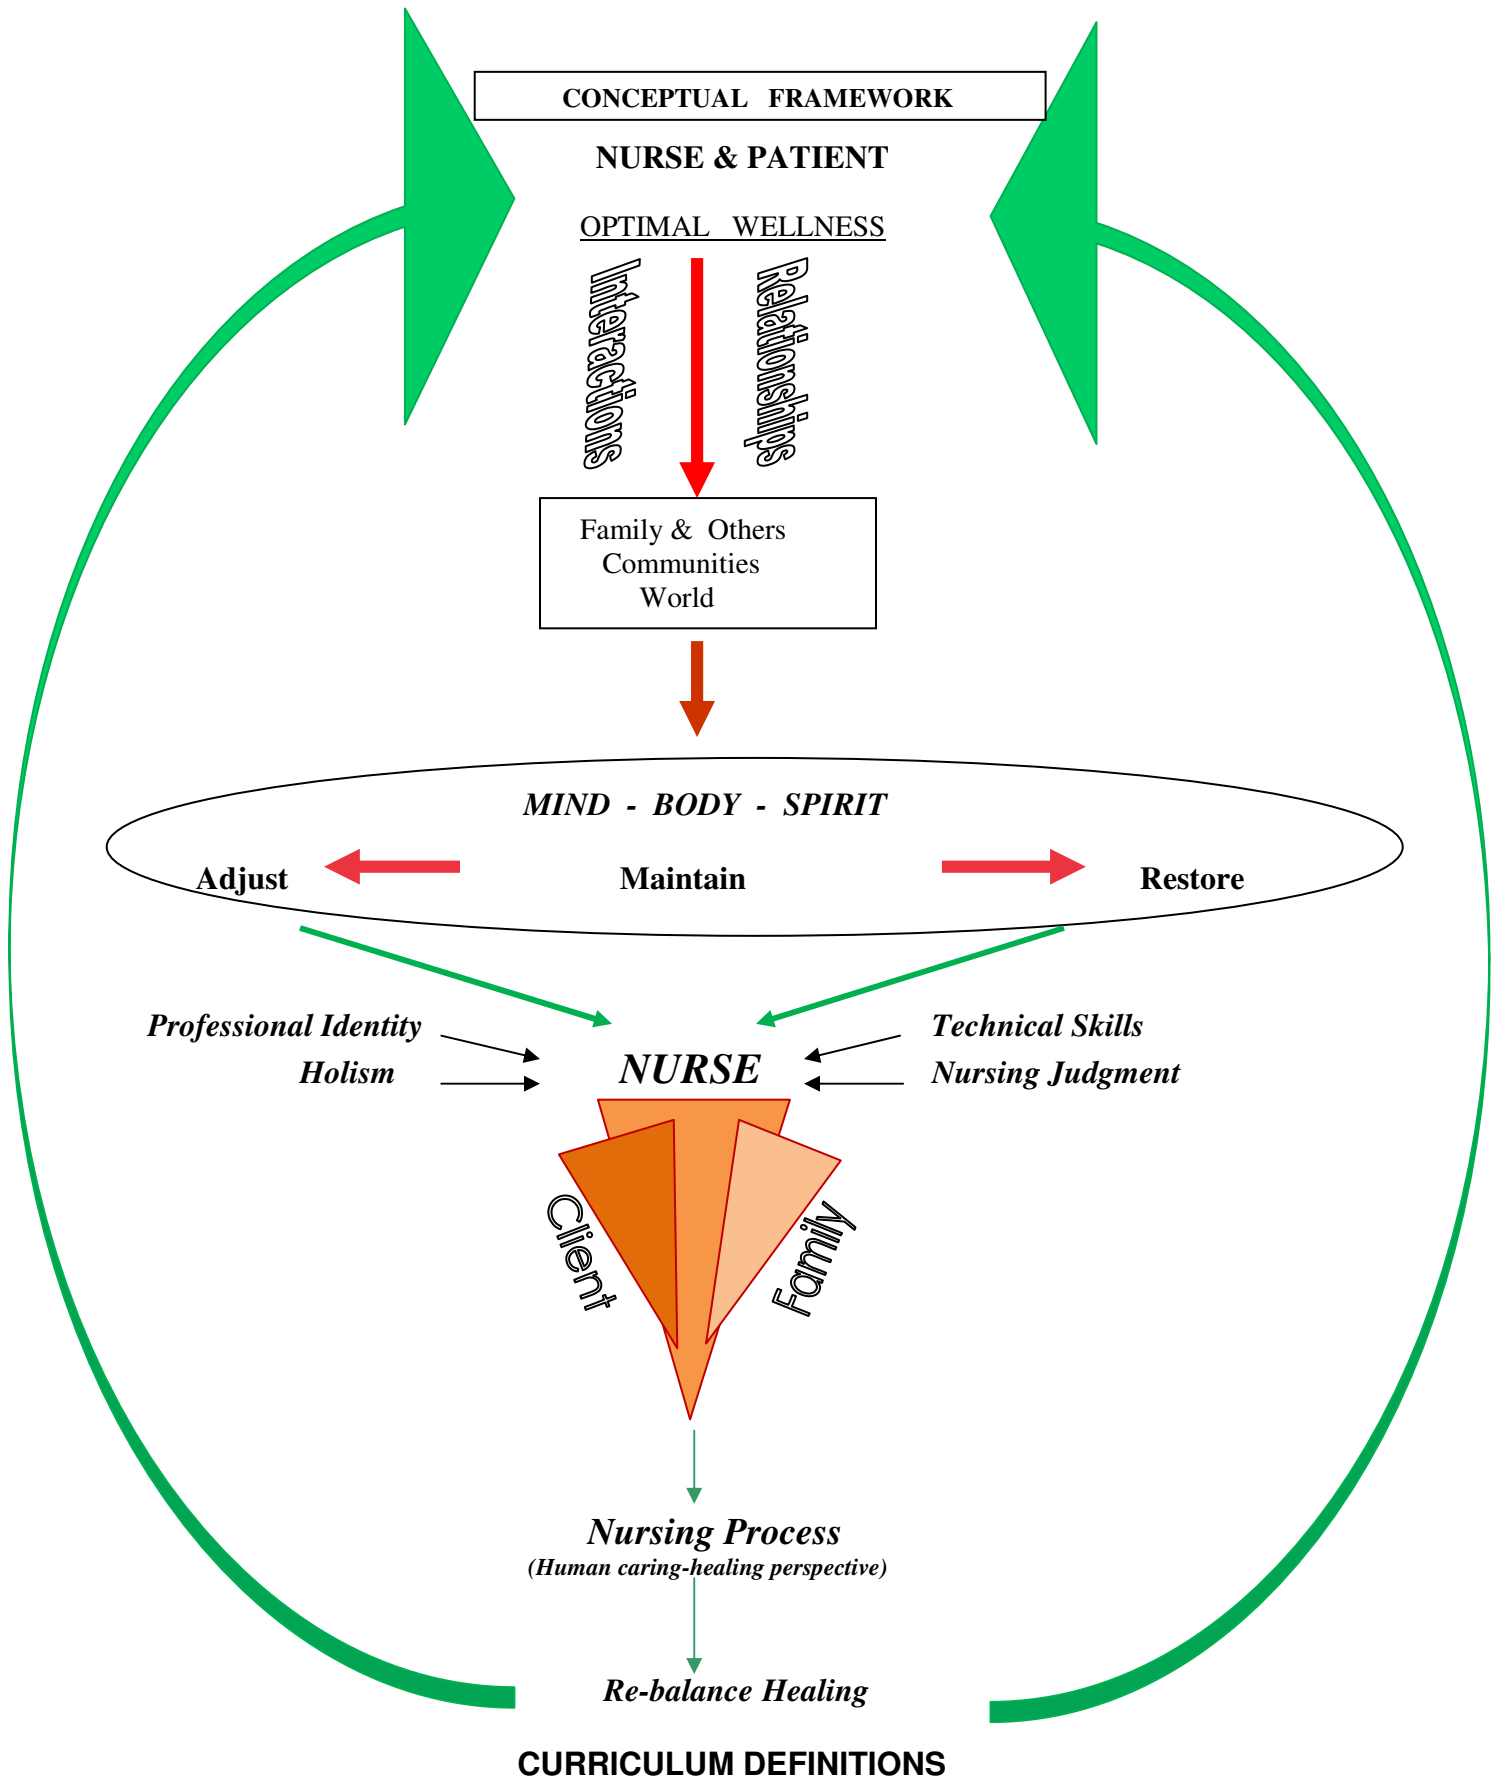 CONCEPTUAL FRAMEWORK
NURSE & PATIENT
OPTIMAL WELLNESS
Interactions
Relationships
Family & Others
Communities
World
MIND - BODY - SPIRIT
Adjust
Maintain
Restore
Professional Identity
Holism
NURSE
Technical Skills
Nursing Judgment
Client
Family
Nursing Process
(Human caring-healing perspective)
Re-balance Healing
CURRICULUM DEFINITIONS